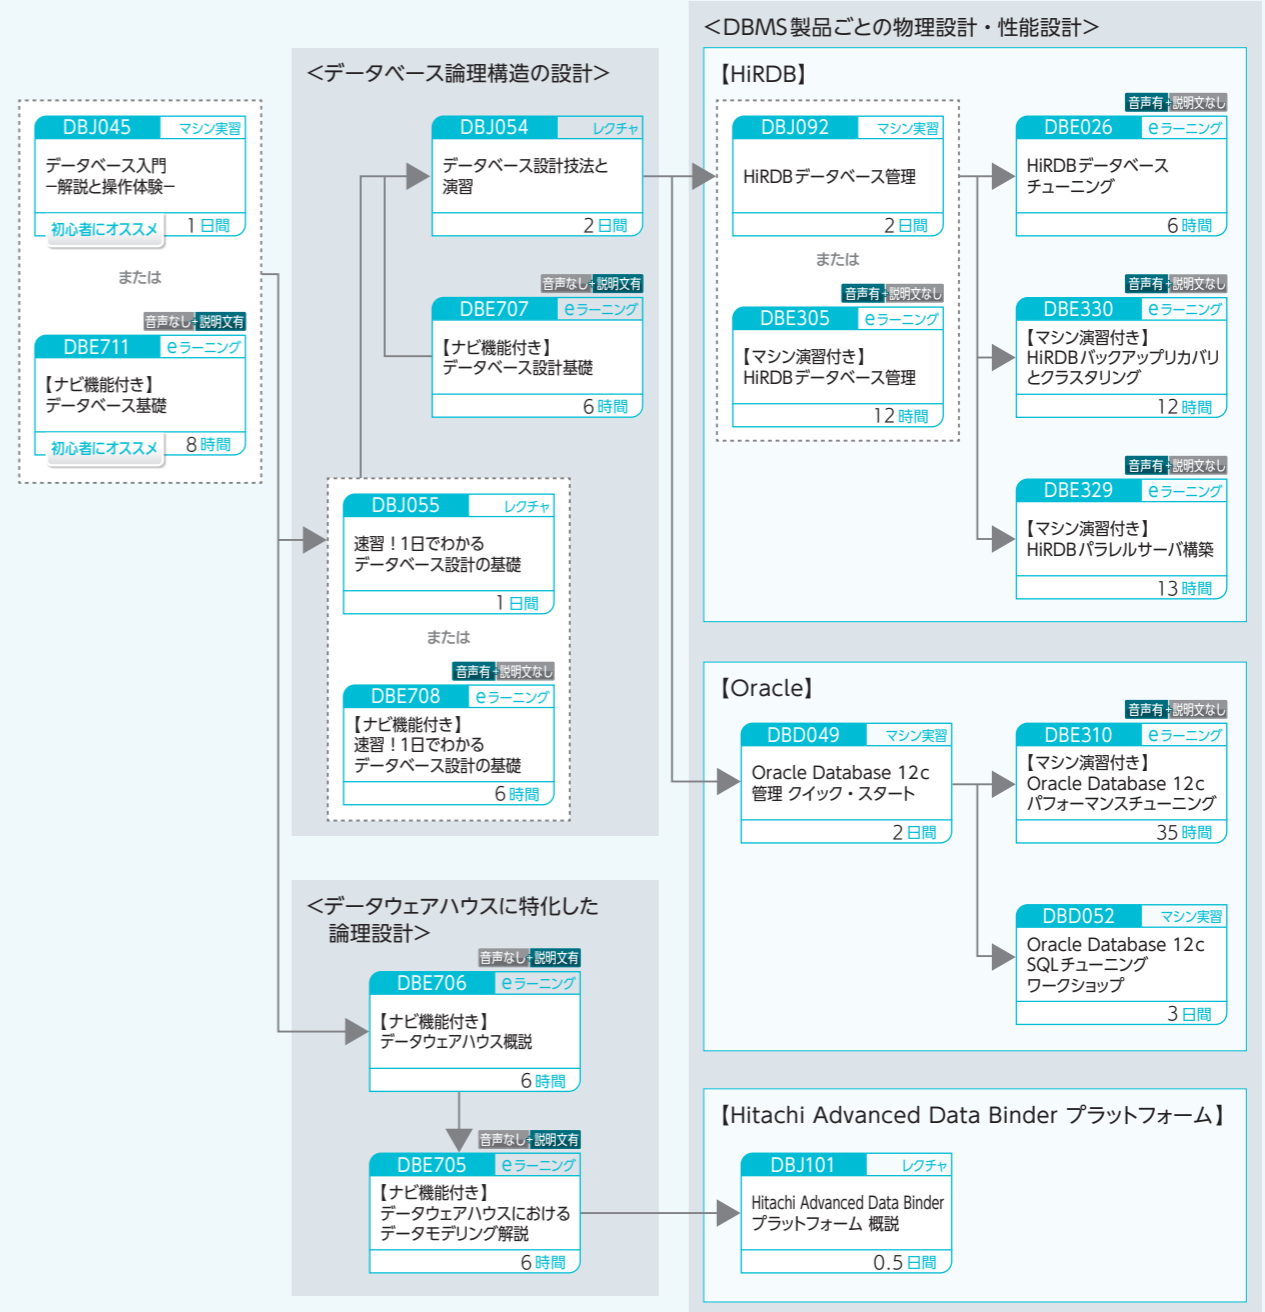 DBJ045 マシン実習
データベース入門
−解説と操作体験−
初心者にオススメ 1日間
または
音声なし+説明文有
DBE711 eラーニング
【ナビ機能付き】
データベース基礎
初心者にオススメ 8時間
＜データベース論理構造の設計＞
DBJ054 レクチャ
データベース設計技法と
演習
2日間
音声なし+説明文有
DBE707 eラーニング
【ナビ機能付き】
データベース設計基礎
6時間
DBJ055 レクチャ
速習！1日でわかる
データベース設計の基礎
1日間
または
音声有+説明文なし
DBE708 eラーニング
【ナビ機能付き】
速習！1日でわかる
データベース設計の基礎
6時間
＜データウェアハウスに特化した
論理設計＞
音声なし+説明文有
DBE706 eラーニング
【ナビ機能付き】
データウェアハウス概説
6時間
音声なし+説明文有
DBE705 eラーニング
【ナビ機能付き】
データウェアハウスにおける
データモデリング解説
6時間
＜DBMS製品ごとの物理設計・性能設計＞
【HiRDB】
DBJ092 マシン実習
HiRDBデータベース管理
2日間
または
音声有+説明文なし
DBE305 eラーニング
【マシン演習付き】
HiRDBデータベース管理
12時間
音声有+説明文なし
DBE026 eラーニング
HiRDBデータベース
チューニング
6時間
音声有+説明文なし
DBE330 eラーニング
【マシン演習付き】
HiRDBバックアップリカバリ
とクラスタリング
12時間
音声有+説明文なし
DBE329 eラーニング
【マシン演習付き】
HiRDBパラレルサーバ構築
13時間
【Oracle】
DBD049 マシン実習
Oracle Database 12c
管理 クイック・スタート
2日間
音声有+説明文なし
DBE310 eラーニング
【マシン演習付き】
Oracle Database 12c
パフォーマンスチューニング
35時間
DBD052 マシン実習
Oracle Database 12c
SQLチューニング
ワークショップ
3日間
【Hitachi Advanced Data Binder プラットフォーム】
DBJ101 レクチャ
Hitachi Advanced Data Binder
プラットフォーム 概説
0.5日間